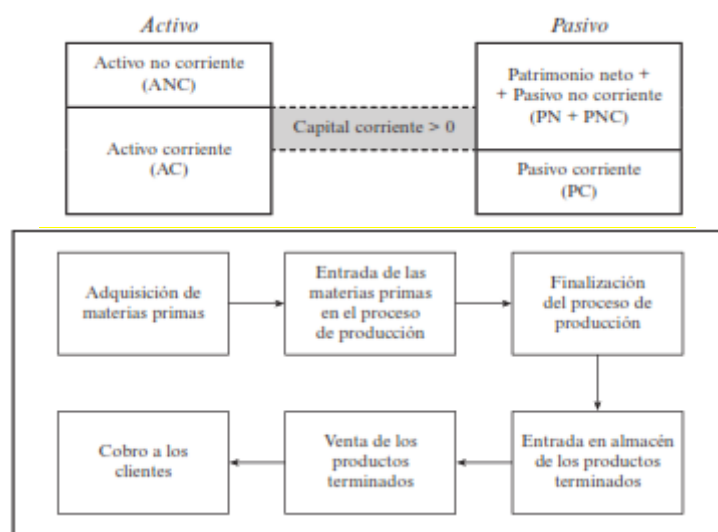 Activo
Pasivo
Activo no corriente
(ANC)
Patrimonio neto +
+ Pasivo no corriente
(PN + PNC)
Capital corriente > 0
Activo corriente
(AC)
Pasivo corriente
(PC)
Adquisición de
materias primas
Entrada de las
materias primas
en el proceso
de producción
Finalización
del proceso de
producción
Cobro a los
clientes
Venta de los
productos
terminados
Entrada en almacén
de los productos
terminados